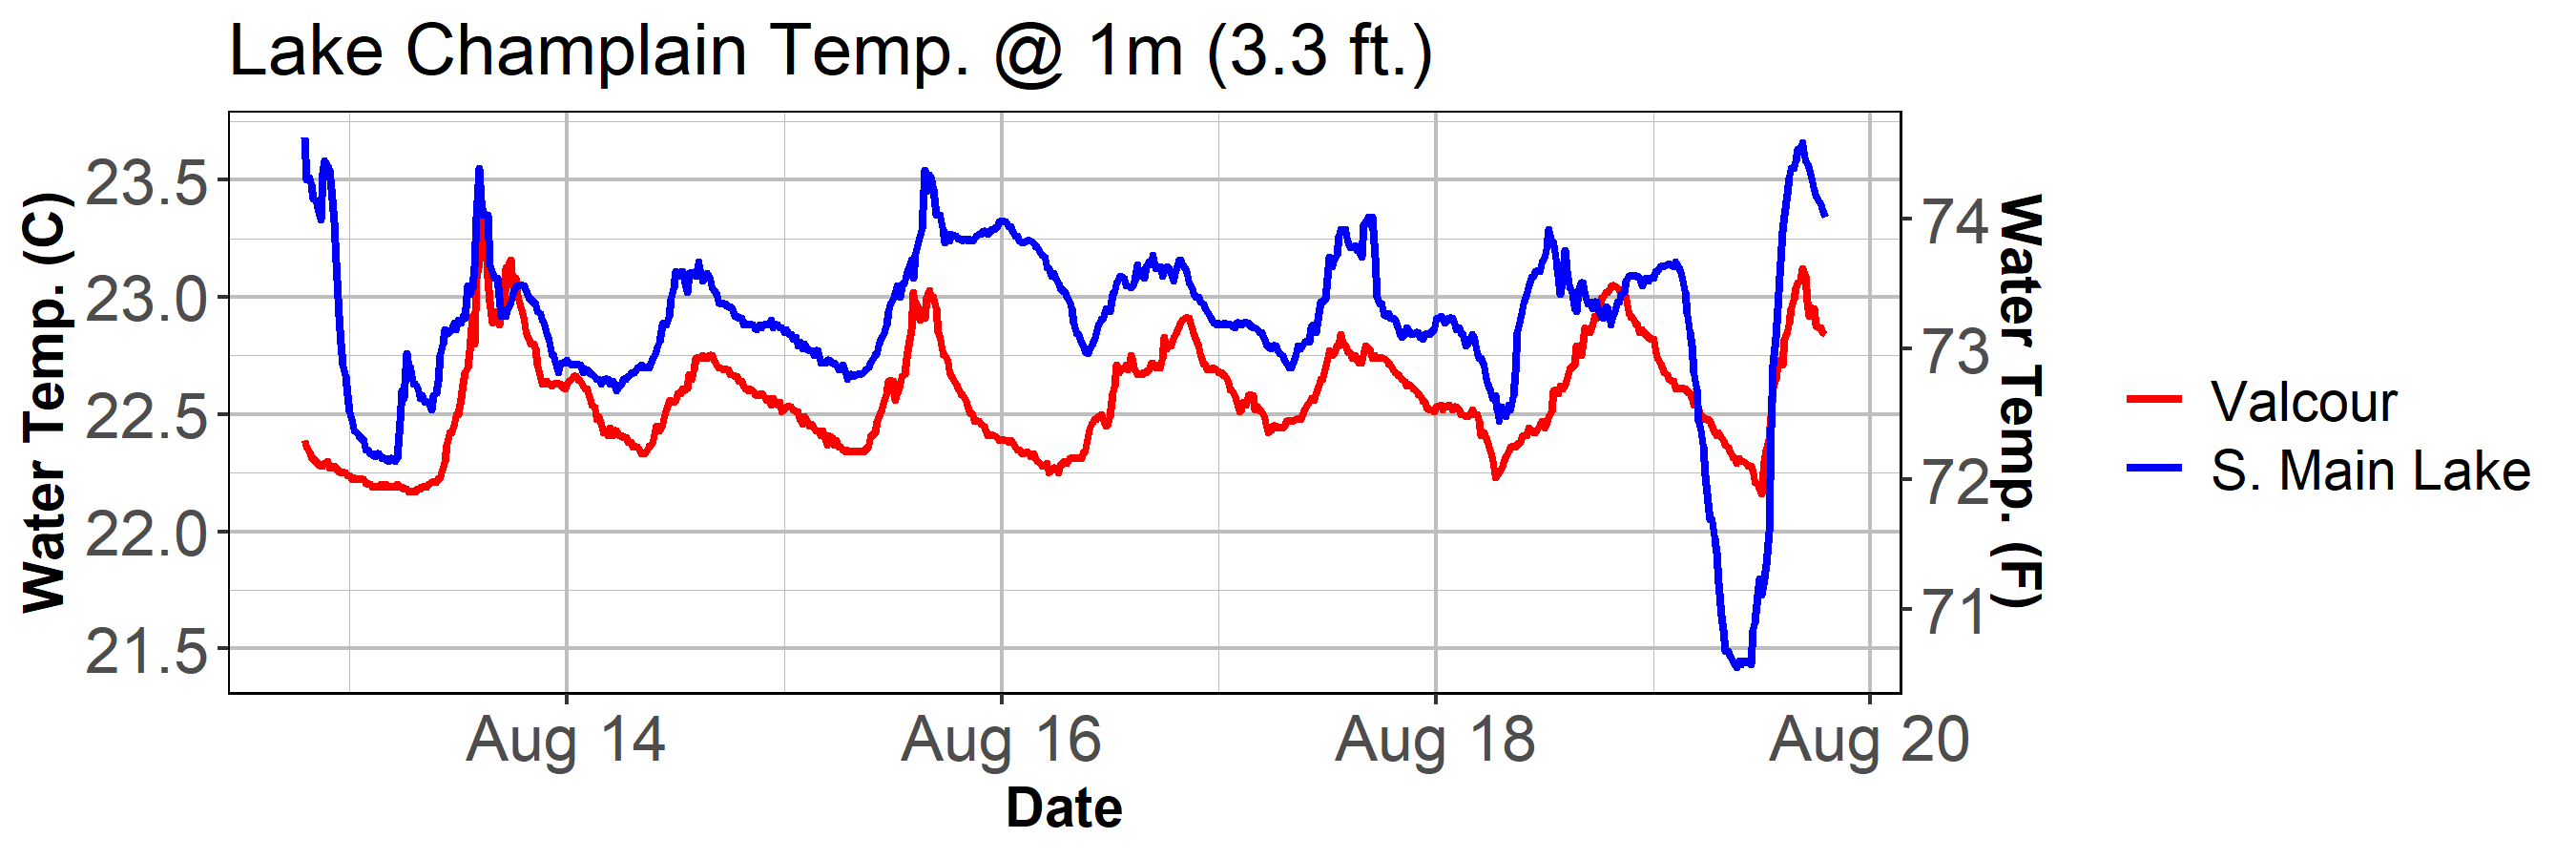 Lake Champlain Temp. @ 1m (3.3 ft.)
Water Temp. (C)
23.5
23.0
22.5
22.0
21.5
74
73
72
71
Water Temp. (F)
Aug 14
Aug 16
Aug 18
Aug 20
Date
Valcour
S. Main Lake